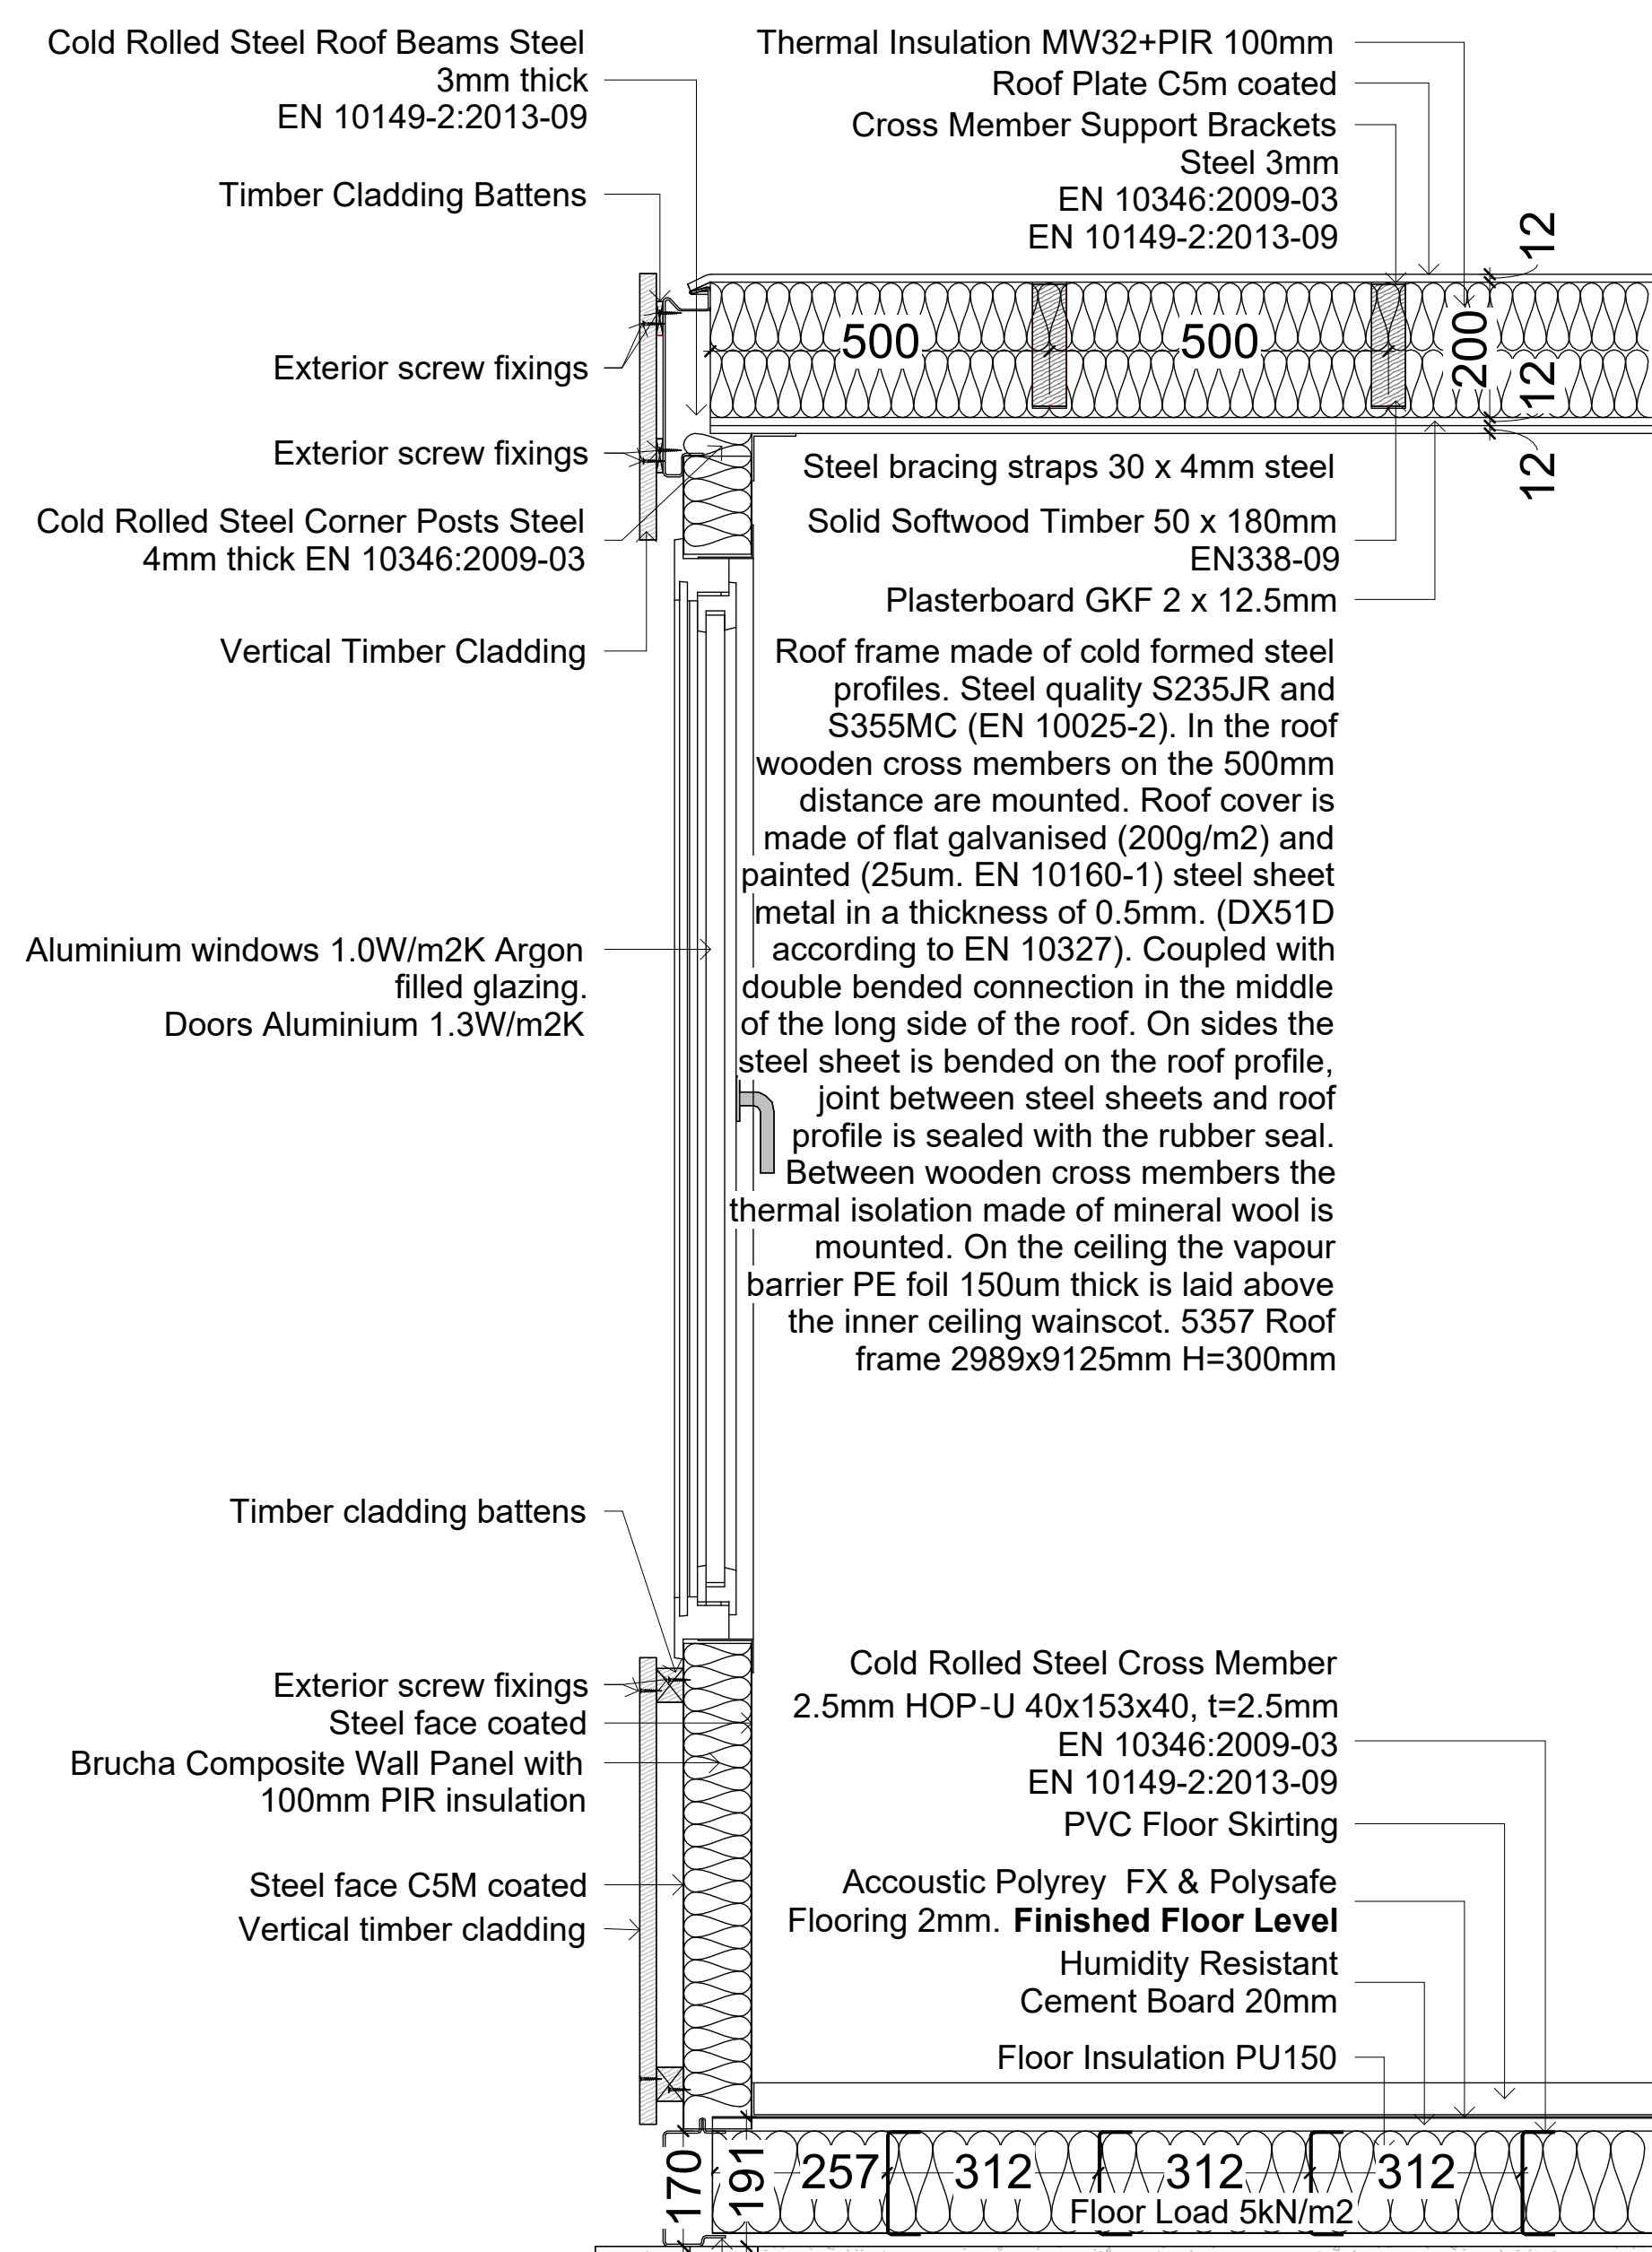 Cold Rolled Steel Roof Beams Steel
3mm thick
EN 10149-2:2013-09
Timber Cladding Battens
Exterior screw fixings
Exterior screw fixings
Cold Rolled Steel Corner Posts Steel
4mm thick EN 10346:2009-03
Vertical Timber Cladding
Aluminium windows 1.0W/m2K Argon
filled glazing.
Doors Aluminium 1.3W/m2K
Timber cladding battens
Exterior screw fixings
Steel face coated
Brucha Composite Wall Panel with
100mm PIR insulation
Steel face C5M coated
Vertical timber cladding
Thermal Insulation MW32+PIR 100mm
Roof Plate C5m coated
Cross Member Support Brackets
Steel 3mm
EN 10346:2009-03
EN 10149-2:2013-09
12
500
500
200
12
12
Steel bracing straps 30 x 4mm steel
Solid Softwood Timber 50 x 180mm
EN338-09
Plasterboard GKF 2 x 12.5mm
Roof frame made of cold formed steel
profiles. Steel quality S235JR and
S355MC (EN 10025-2). In the roof
wooden cross members on the 500mm
distance are mounted. Roof cover is
made of flat galvanised (200g/m2) and
painted (25um. EN 10160-1) steel sheet
metal in a thickness of 0.5mm. (DX51D
according to EN 10327). Coupled with
double bended connection in the middle
of the long side of the roof. On sides the
steel sheet is bended on the roof profile,
joint between steel sheets and roof
profile is sealed with the rubber seal.
Between wooden cross members the
thermal isolation made of mineral wool is
mounted. On the ceiling the vapour
barrier PE foil 150um thick is laid above
the inner ceiling wainscot. 5357 Roof
frame 2989x9125mm H=300mm
Cold Rolled Steel Cross Member
2.5mm HOP-U 40x153x40, t=2.5mm
EN 10346:2009-03
EN 10149-2:2013-09
PVC Floor Skirting
Accoustic Polyrey FX & Polysafe
Flooring 2mm. Finished Floor Level
Humidity Resistant
Cement Board 20mm
Floor Insulation PU150
170
191
257
312
312
312
Floor Load 5kN/m2